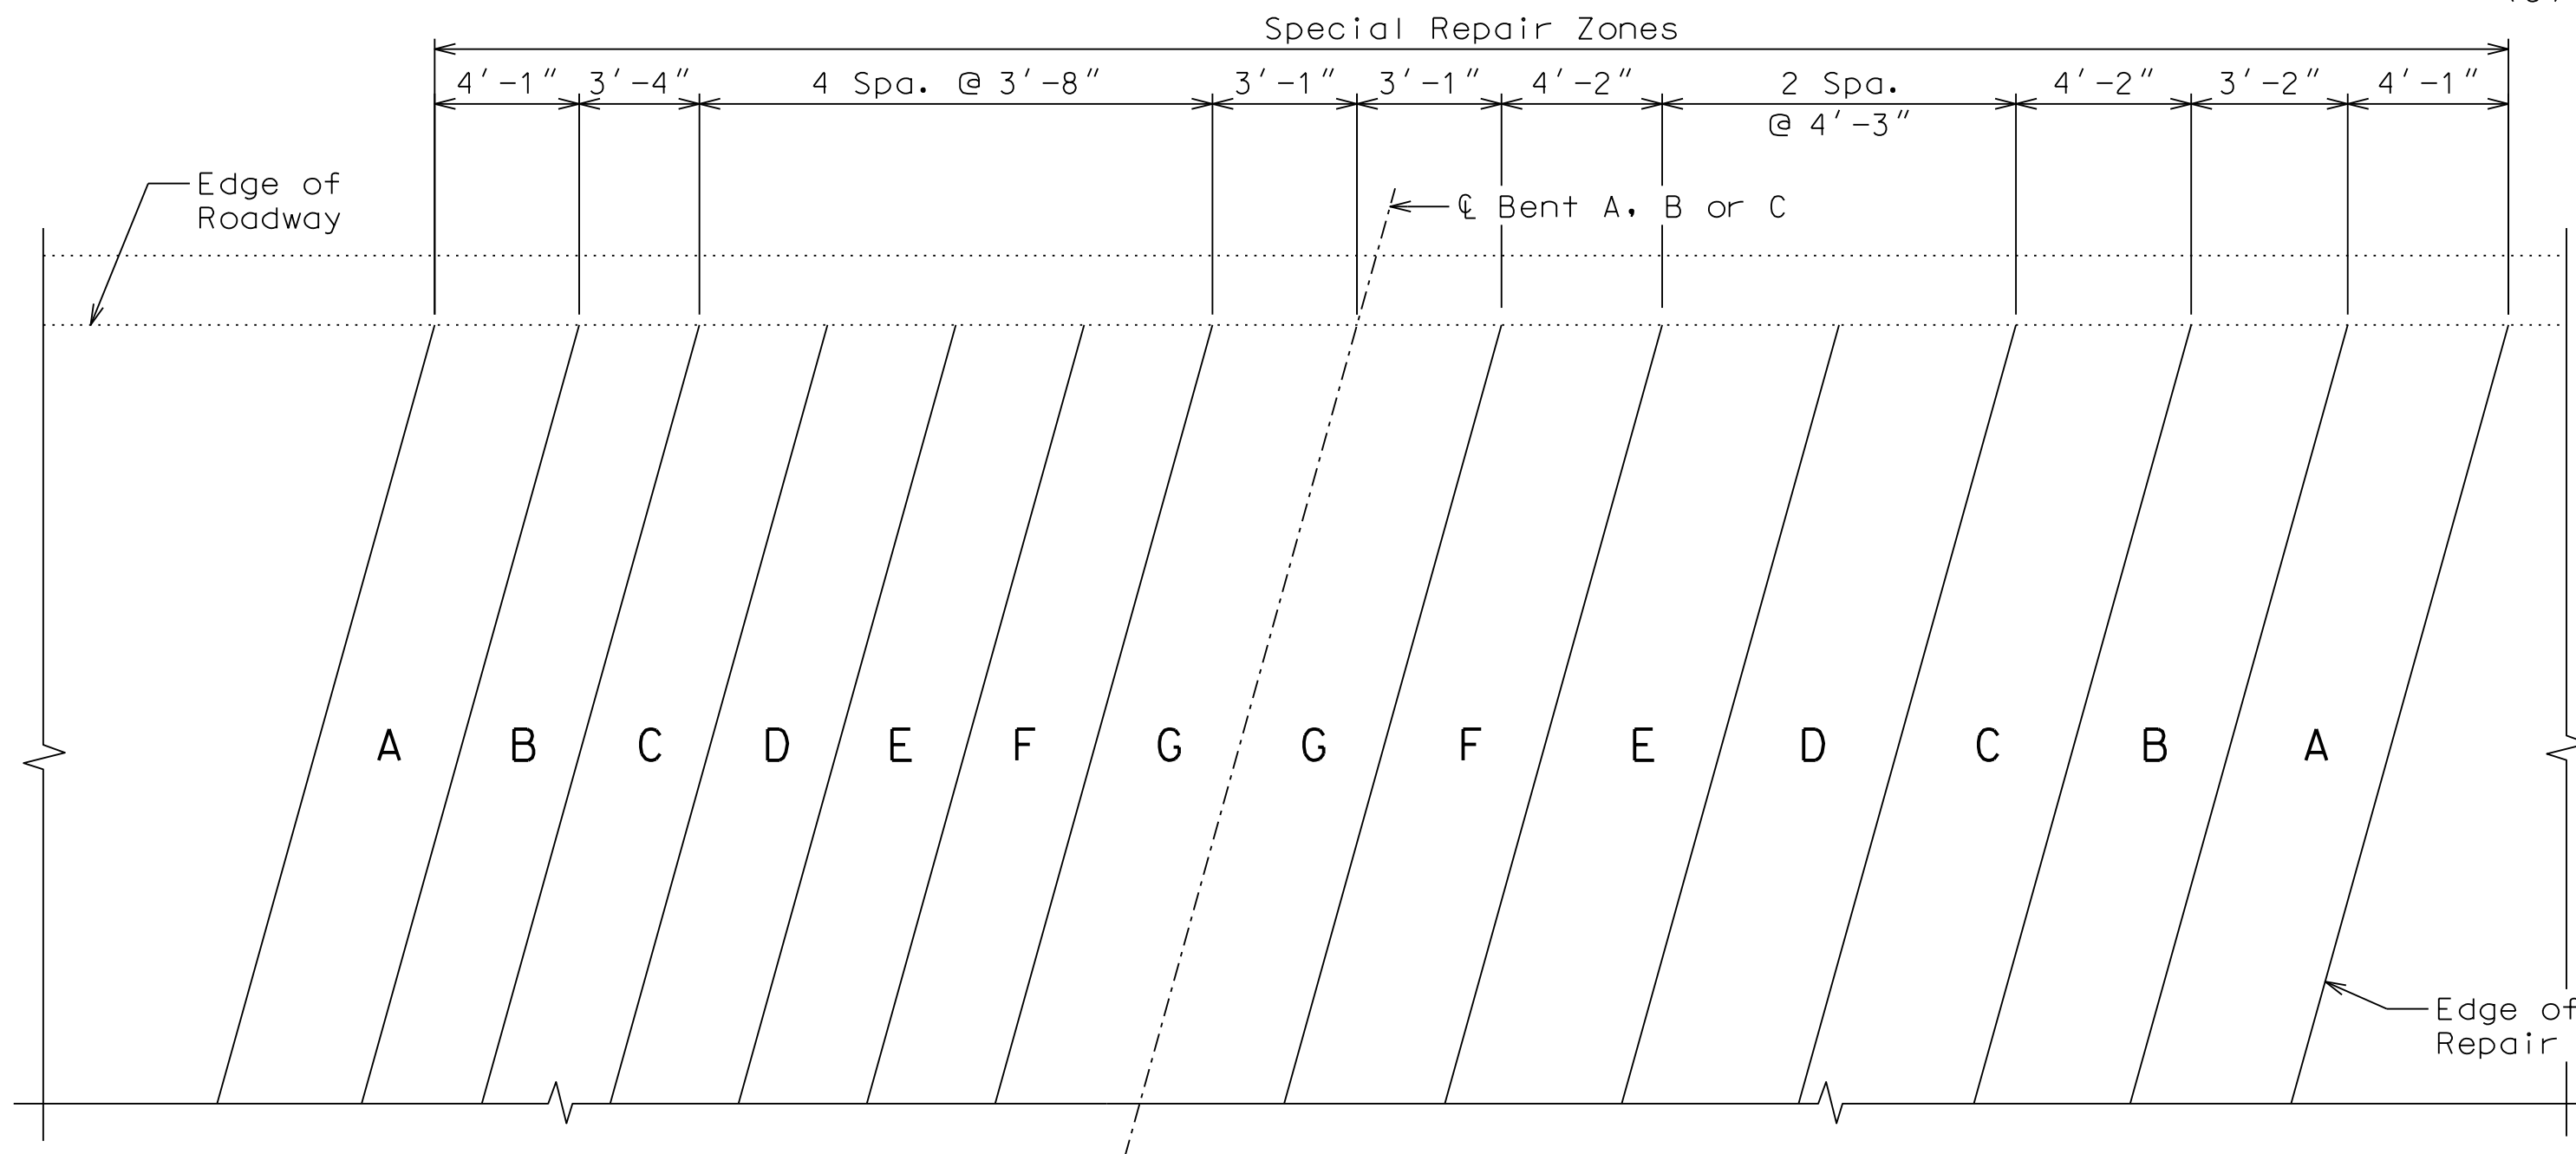 Special Repair Zones
4'-1" 3'-4" 4 Spa. @ 3'-8" 3'-1" 3'-1" 4'-2" 2 Spa. 4'-2" 3'-2" 4'-1"
@ 4'-3"
Edge of
Roadway
℄ Bent A, B or C
A B C D E F G G F E D C B A
Edge of
Repair